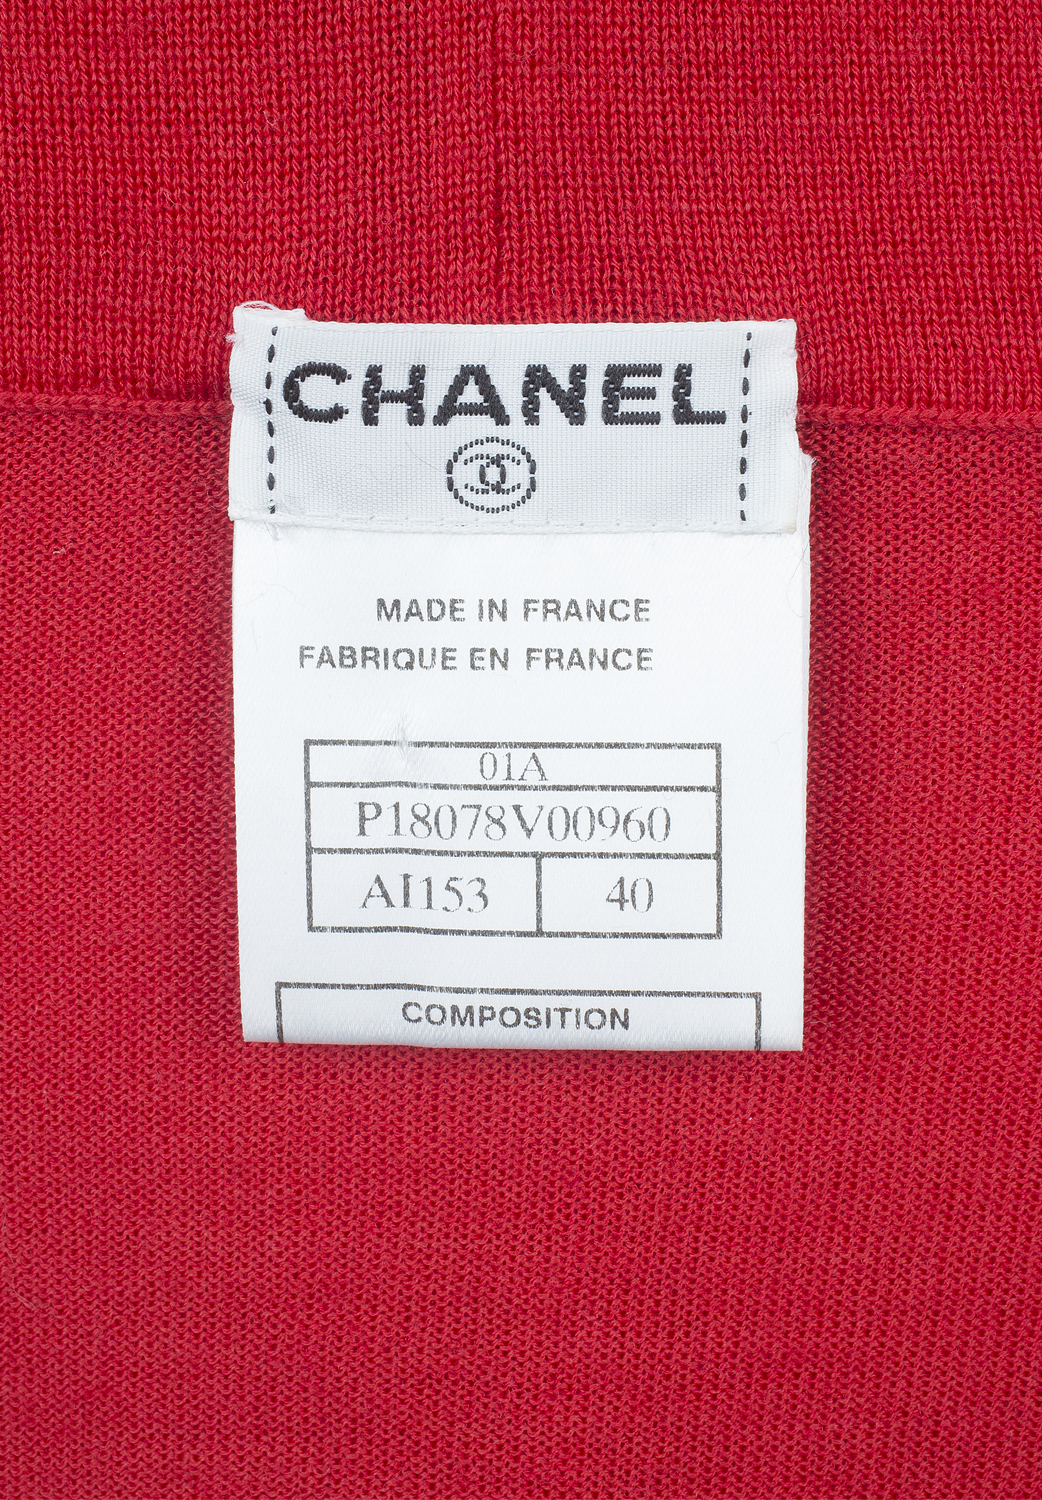 CHANEL
MADE IN FRANCE
FABRIQUE EN FRANCE
01A
P18078V00960
AI153 40
COMPOSITION